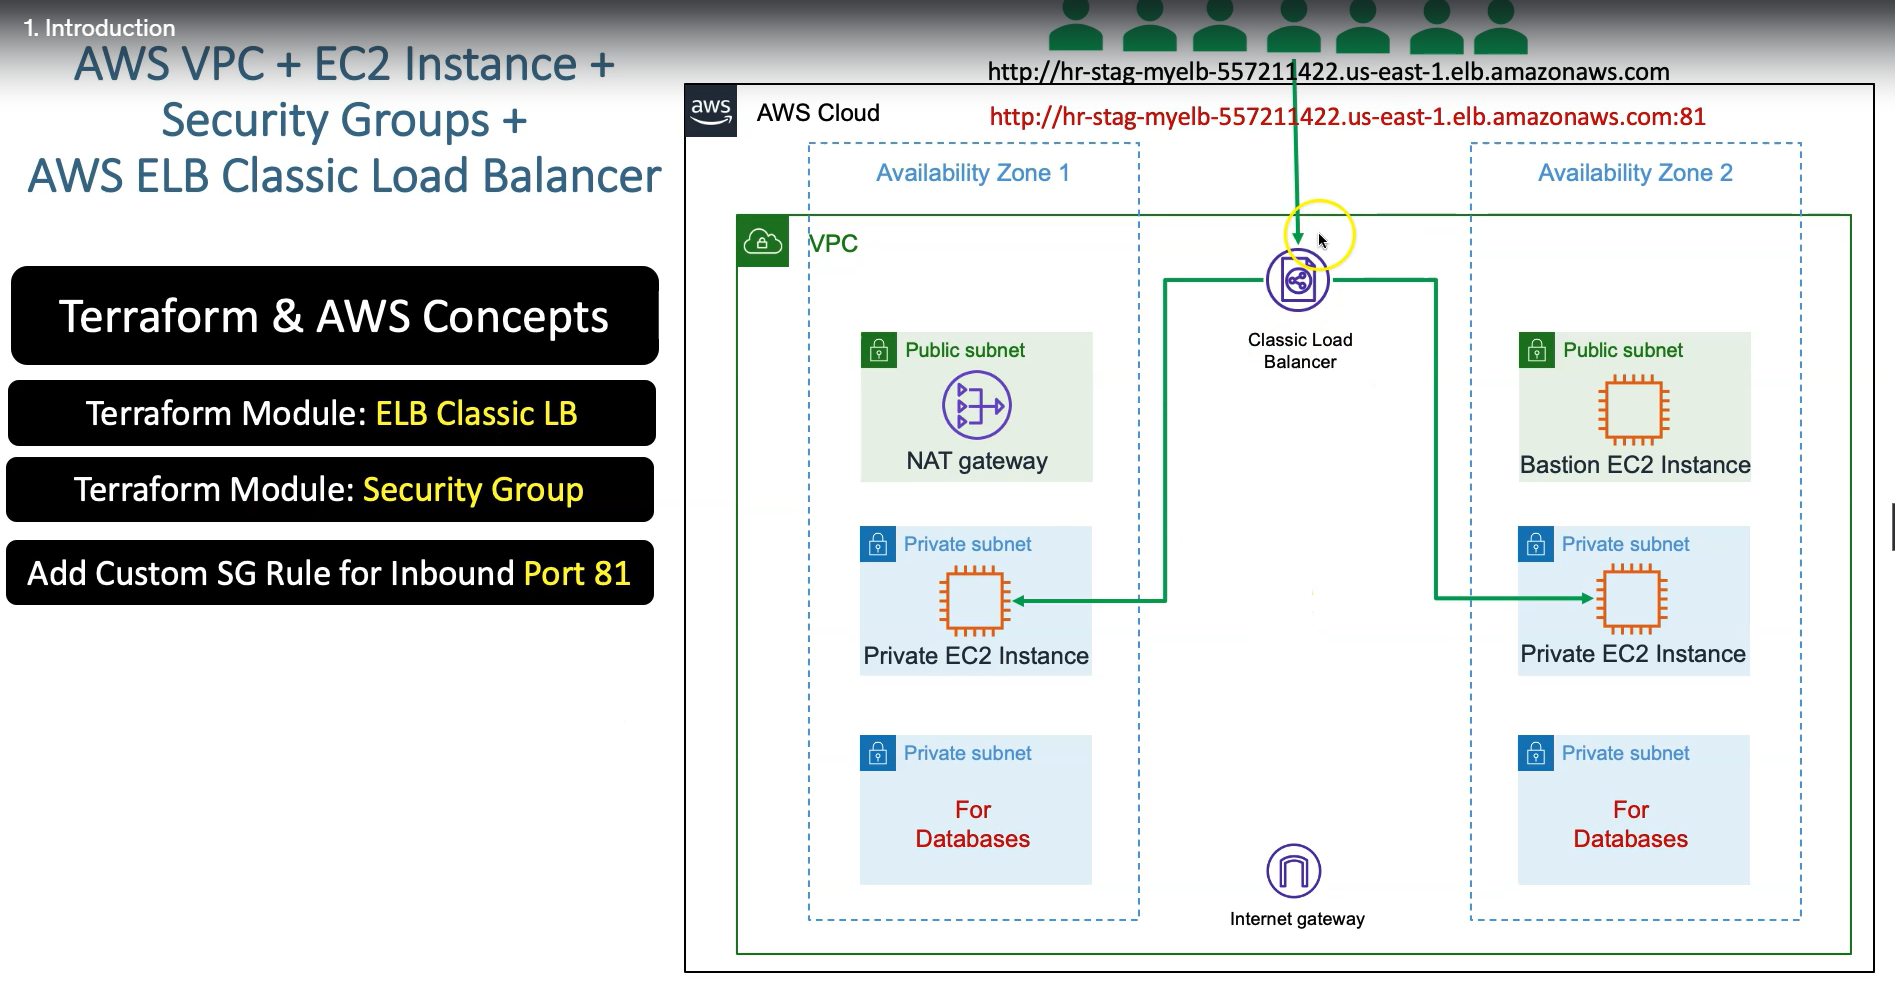 1. Introduction
AWS VPC + EC2 Instance +
Security Groups +
AWS ELB Classic Load Balancer
Terraform & AWS Concepts
Terraform Module: ELB Classic LB
Terraform Module: Security Group
Add Custom SG Rule for Inbound Port 81
http://hr-stag-myelb-557211422.us-east-1.elb.amazonaws.com
aws
AWS Cloud
http://hr-stag-myelb-557211422.us-east-1.elb.amazonaws.com:81
Availability Zone 1
Availability Zone 2
VPC
Classic Load
Balancer
Public subnet
NAT gateway
Public subnet
Bastion EC2 Instance
Private subnet
Private EC2 Instance
Private subnet
Private EC2 Instance
Private subnet
For
Databases
Private subnet
For
Databases
Internet gateway